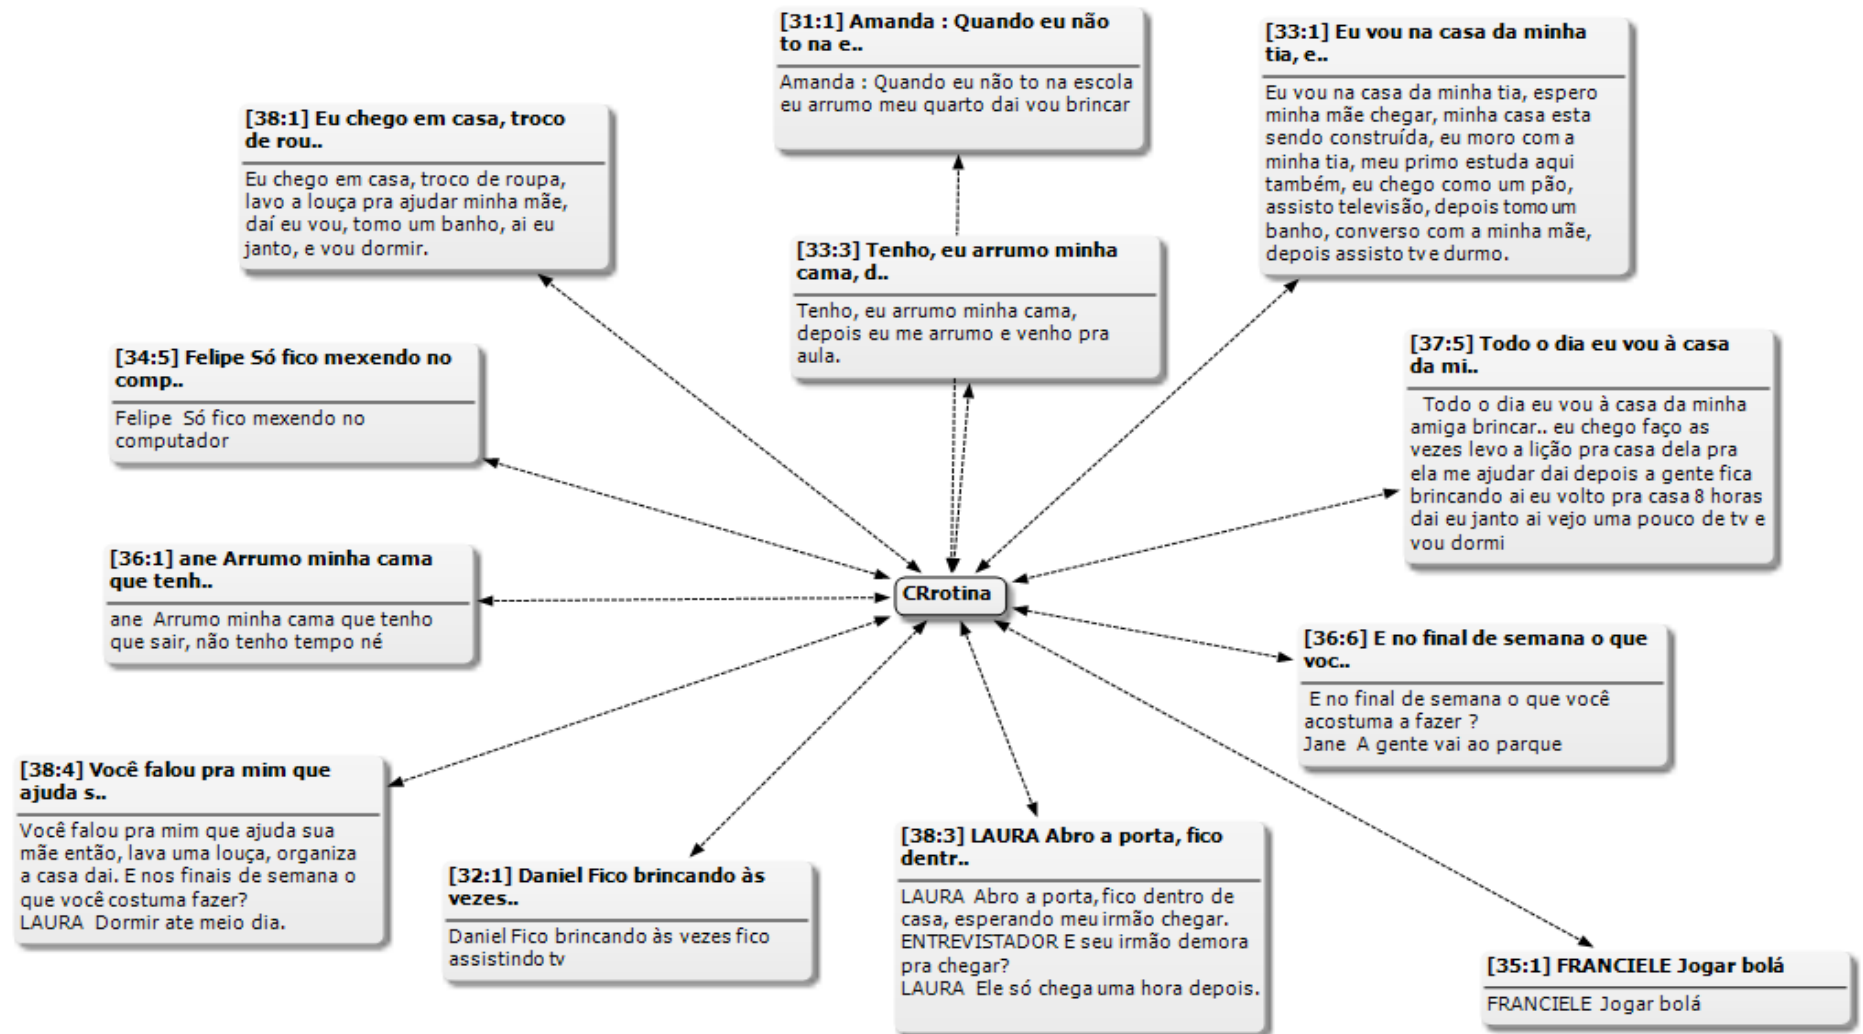 [31:1] Amanda : Quando eu não
to na e..
Amanda : Quando eu não to na escola
eu arrumo meu quarto dai vou brincar
[33:1] Eu vou na casa da minha
tia, e..
Eu vou na casa da minha tia, espero
minha mãe chegar, minha casa esta
sendo construída, eu moro com a
minha tia, meu primo estuda aqui
também, eu chego como um pão,
assisto televisão, depois tomo um
banho, converso com a minha mãe,
depois assisto tv e durmo.
[38:1] Eu chego em casa, troco
de rou..
Eu chego em casa, troco de roupa,
lavo a louça pra ajudar minha mãe,
daí eu vou, tomo um banho, ai eu
janto, e vou dormir.
[33:3] Tenho, eu arrumo minha
cama, d..
Tenho, eu arrumo minha cama,
depois eu me arrumo e venho pra
aula.
[34:5] Felipe Só fico mexendo no
comp..
Felipe Só fico mexendo no
computador
[37:5] Todo o dia eu vou à casa
da mi..
Todo o dia eu vou à casa da minha
amiga brincar.. eu chego faço as
vezes levo a lição pra casa dela pra
ela me ajudar dai depois a gente fica
brincando ai eu volto pra casa 8 horas
dai eu janto ai vejo uma pouco de tv e
vou dormi
[36:1] ane Arrumo minha cama
que tenh..
ane Arrumo minha cama que tenho
que sair, não tenho tempo né
CRrotina
[36:6] E no final de semana o que
voc..
E no final de semana o que você
acostuma a fazer ?
Jane A gente vai ao parque
[38:4] Você falou pra mim que
ajuda s..
Você falou pra mim que ajuda sua
mãe então, lava uma louça, organiza
a casa dai. E nos finais de semana o
que você costuma fazer?
LAURA Dormir ate meio dia.
[32:1] Daniel Fico brincando às
vezes..
Daniel Fico brincando às vezes fico
assistindo tv
[38:3] LAURA Abro a porta, fico
dentr..
LAURA Abro a porta, fico dentro de
casa, esperando meu irmão chegar.
ENTREVISTADOR E seu irmão demora
pra chegar?
LAURA Ele só chega uma hora depois.
[35:1] FRANCIELE Jogar bolá
FRANCIELE Jogar bolá